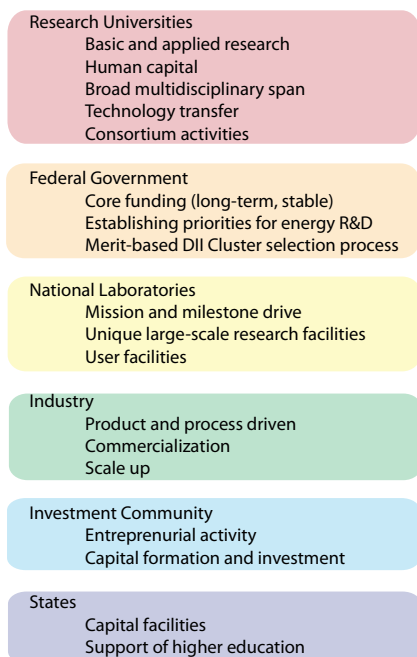 Research Universities
Basic and applied research
Human capital
Broad multidisciplinary span
Technology transfer
Consortium activities
Federal Government
Core funding (long-term, stable)
Establishing priorities for energy R&D
Merit-based DII Cluster selection process
National Laboratories
Mission and milestone drive
Unique large-scale research facilities
User facilities
Industry
Product and process driven
Commercialization
Scale up
Investment Community
Entreprenurial activity
Capital formation and investment
States
Capital facilities
Support of higher education